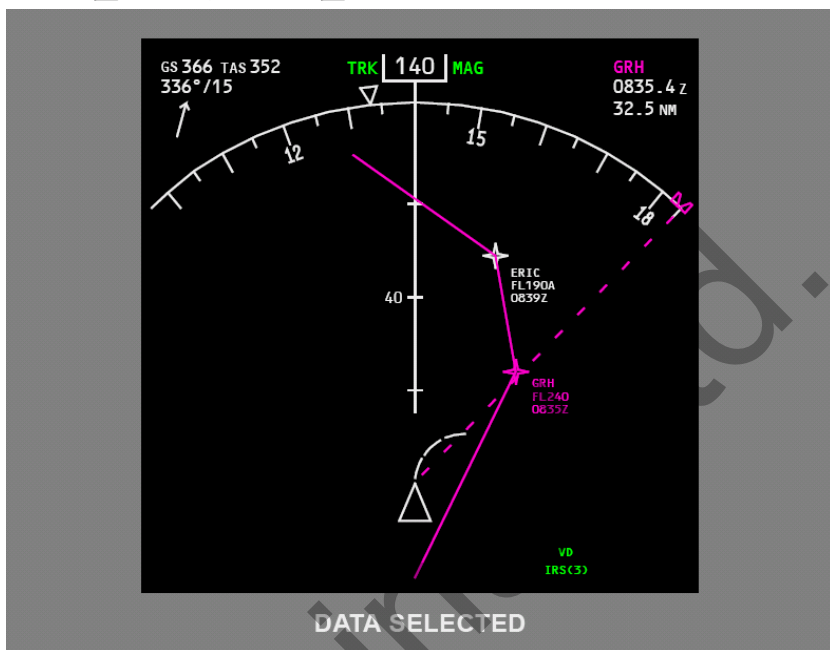 GS 366 TAS 352
336°/15
TRK 140 MAG
GRH
0835.4 Z
32.5 NM
12
15
18
ERIC
FL190A
0839Z
40
GRH
FL240
0835Z
VD
IRS(3)
DATA SELECTED